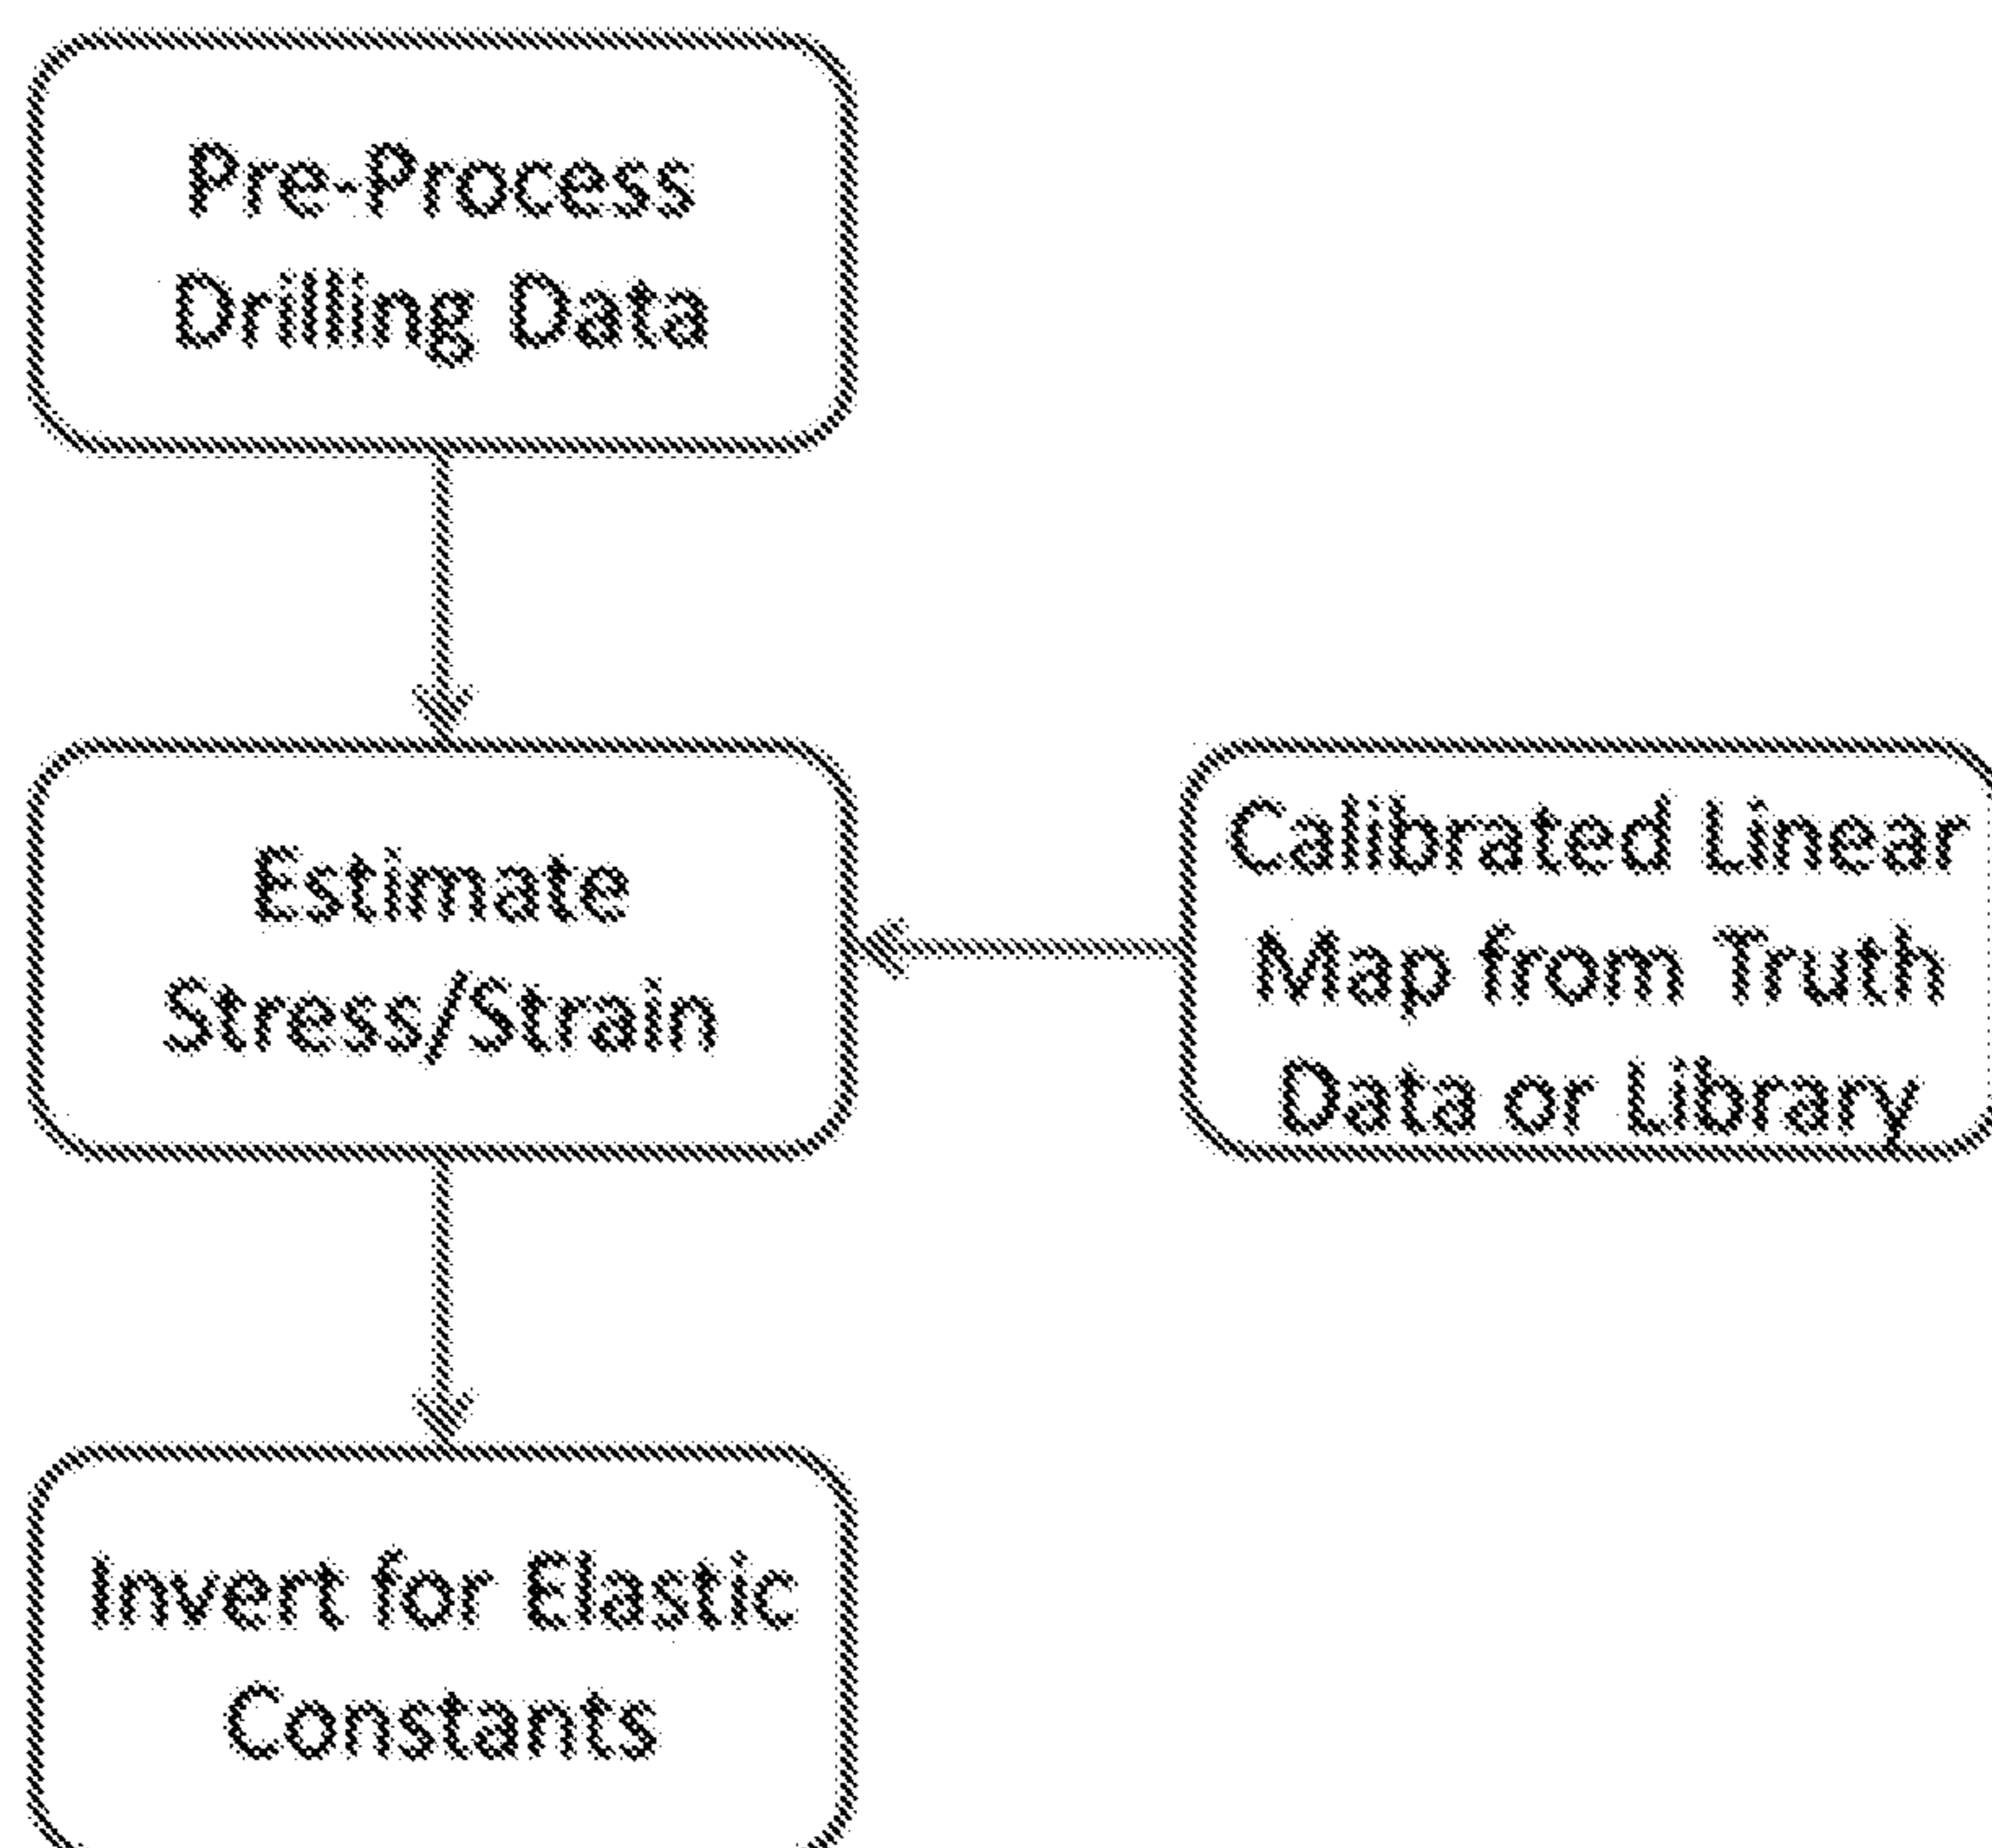 Pre-Process
Drilling Data
Estimate
Stress/Strain
Calibrated Linear
Map from Truth
Data or Library
Invert for Elastic
Constants